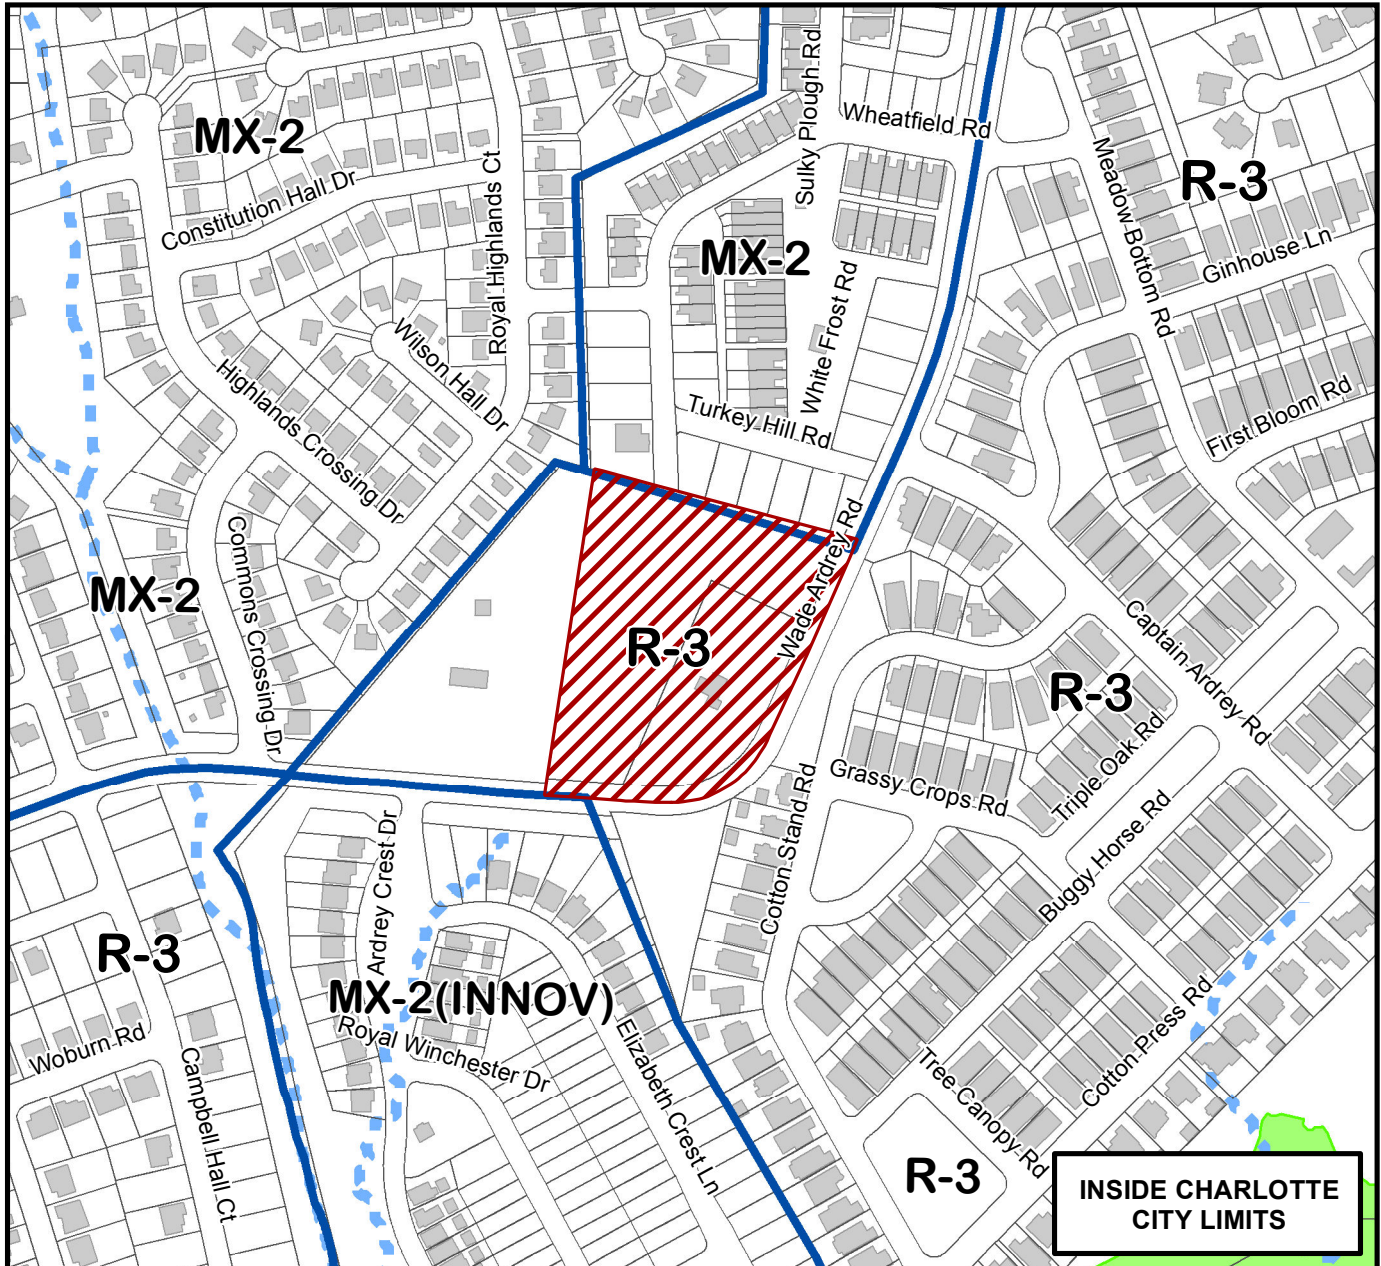 Sulky Plough Rd
Wheatfield Rd
MX-2
Meadow Bottom Rd
R-3
Constitution Hall Dr
Royal Highlands Ct
MX-2
Ginhouse Ln
White Frost Rd
Wilson Hall Dr
Highlands Crossing Dr
Turkey Hill Rd
First Bloom Rd
Commons Crossing Dr
Wade Ardrey Rd
MX-2
Captain Ardrey Rd
R-3
R-3
Triple Oak Rd
Grassy Crops Rd
Cotton Stand Rd
Buggy Horse Rd
Ardrey Crest Dr
R-3
MX-2(INNOV)
Cotton Press Rd
Woburn Rd
Royal Winchester Dr
Elizabeth Crest Ln
Campbell Hall Ct
Tree Canopy Rd
R-3
INSIDE CHARLOTTE
CITY LIMITS